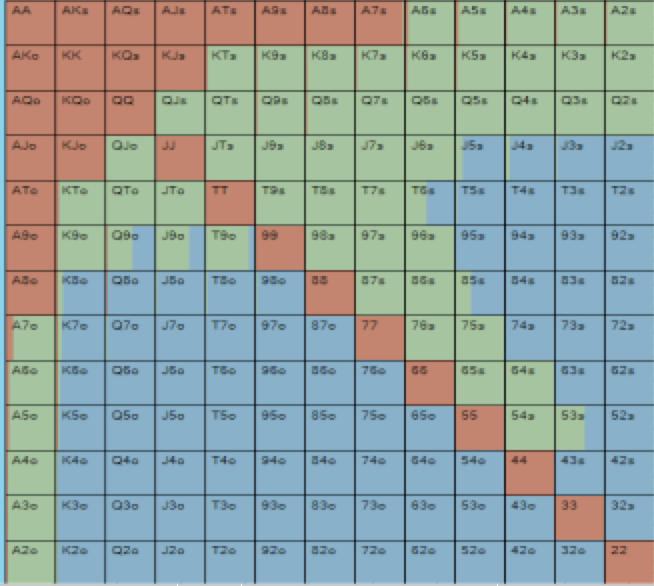 AA AKs AQs AJs ATs A9s A8s A7s A6s A5s A4s A3s A2s
AKo KK KQs KJs KTs K9s K8s K7s K6s K5s K4s K3s K2s
AQo KQo QQ QJs QTs Q9s Q8s Q7s Q6s Q5s Q4s Q3s Q2s
AJo KJo QJo JJ JTs J9s J8s J7s J6s J5s J4s J3s J2s
ATo KTo QTo JTo TT T9s T8s T7s T6s T5s T4s T3s T2s
A9o K9o Q9o J9o T9o 99 98s 97s 96s 95s 94s 93s 92s
A8o K8o Q8o J8o T8o 98o 88 87s 86s 85s 84s 83s 82s
A7o K7o Q7o J7o T7o 97o 87o 77 76s 75s 74s 73s 72s
A6o K6o Q6o J6o T6o 96o 86o 76o 66 65s 64s 63s 62s
A5o K5o Q5o J5o T5o 95o 85o 75o 65o 55 54s 53s 52s
A4o K4o Q4o J4o T4o 94o 84o 74o 64o 54o 44 43s 42s
A3o K3o Q3o J3o T3o 93o 83o 73o 63o 53o 43o 33 32s
A2o K2o Q2o J2o T2o 92o 82o 72o 62o 52o 42o 32o 22